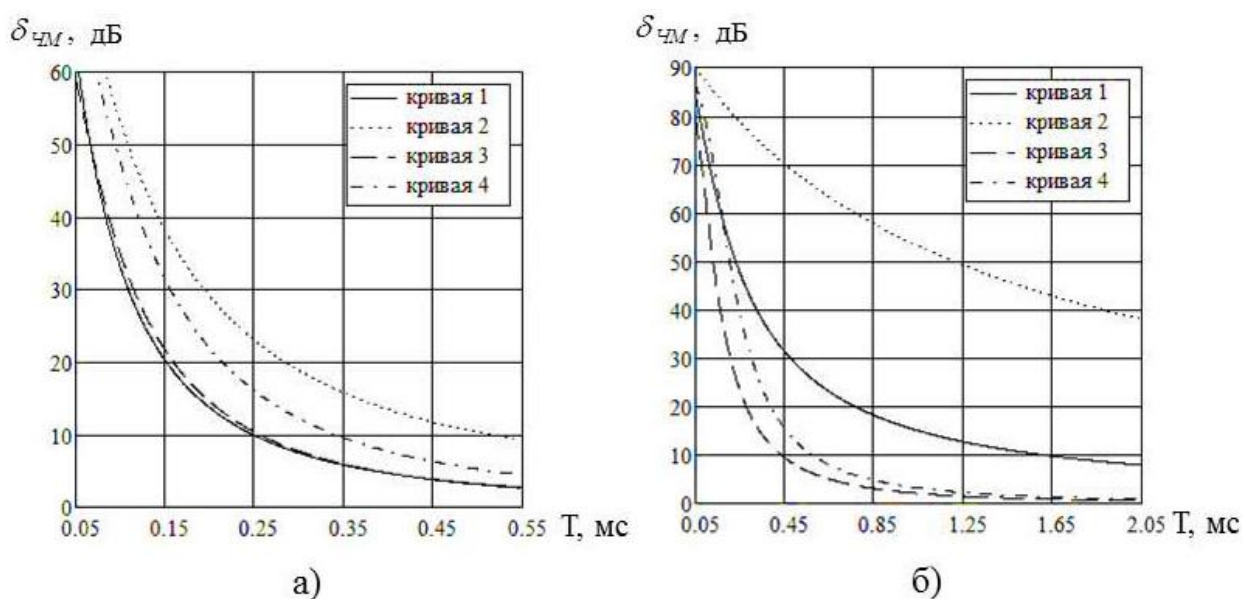 δ_ЧМ, дБ
60
50
40
30
20
10
0
0.05 0.15 0.25 0.35 0.45 0.55 T, мс
кривая 1
кривая 2
кривая 3
кривая 4
а)
δ_ЧМ, дБ
90
80
70
60
50
40
30
20
10
0
0.05 0.45 0.85 1.25 1.65 2.05 T, мс
кривая 1
кривая 2
кривая 3
кривая 4
б)